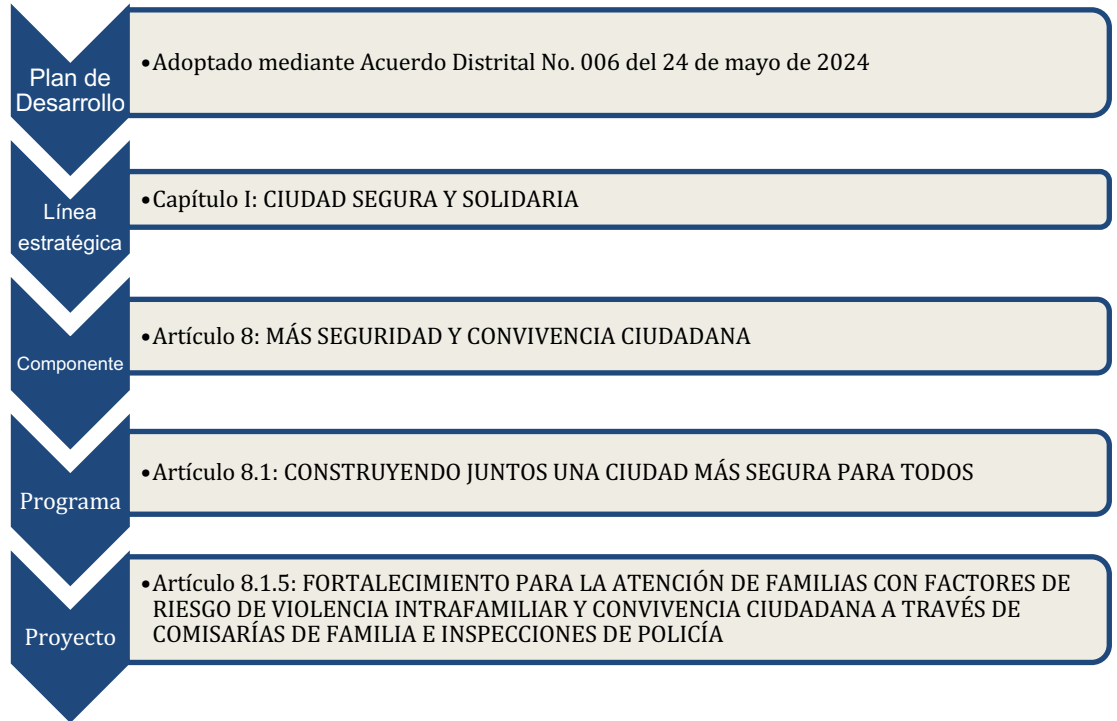 Plan de
Desarrollo
•Adoptado mediante Acuerdo Distrital No. 006 del 24 de mayo de 2024
Línea
estratégica
•Capítulo I: CIUDAD SEGURA Y SOLIDARIA
Componente
•Artículo 8: MÁS SEGURIDAD Y CONVIVENCIA CIUDADANA
Programa
•Artículo 8.1: CONSTRUYENDO JUNTOS UNA CIUDAD MÁS SEGURA PARA TODOS
Proyecto
•Artículo 8.1.5: FORTALECIMIENTO PARA LA ATENCIÓN DE FAMILIAS CON FACTORES DE
RIESGO DE VIOLENCIA INTRAFAMILIAR Y CONVIVENCIA CIUDADANA A TRAVÉS DE
COMISARÍAS DE FAMILIA E INSPECCIONES DE POLICÍA